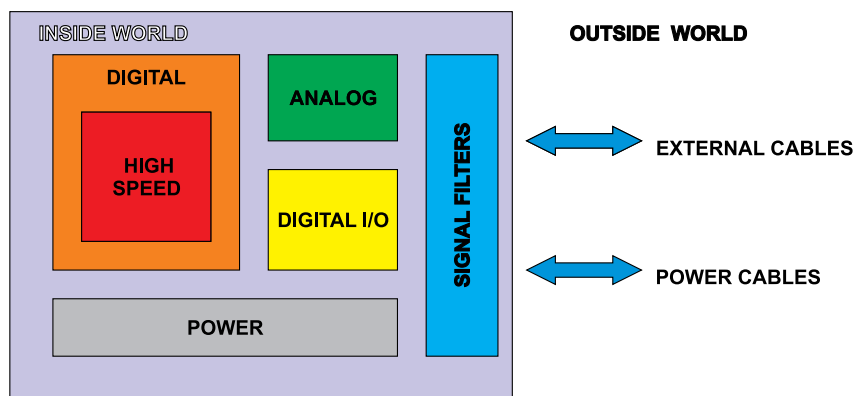 INSIDE WORLD
OUTSIDE WORLD
DIGITAL
HIGH
SPEED
ANALOG
DIGITAL I/O
SIGNAL FILTERS
POWER
EXTERNAL CABLES
POWER CABLES